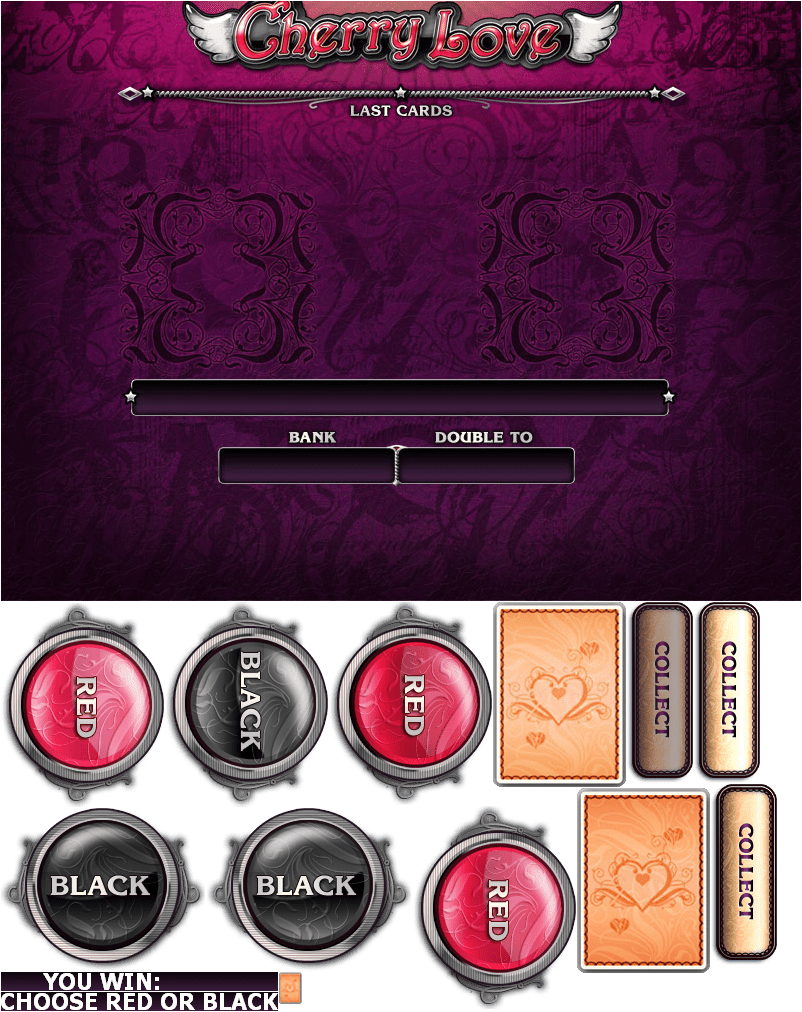 Cherry Love
LAST CARDS
BANK
DOUBLE TO
RED
BLACK
RED
COLLECT
COLLECT
BLACK
BLACK
RED
COLLECT
YOU WIN:
CHOOSE RED OR BLACK